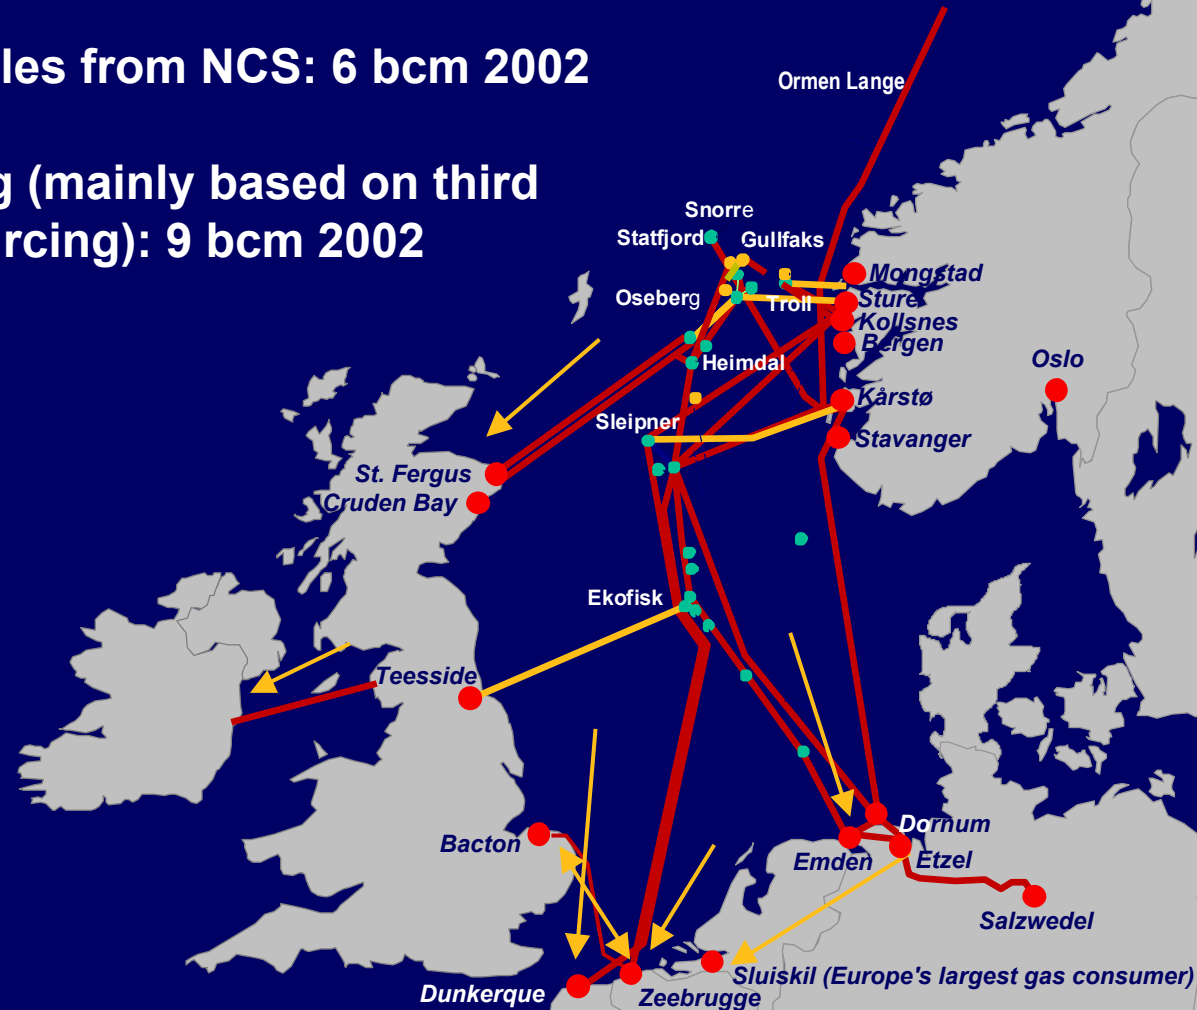 les from NCS: 6 bcm 2002
g (mainly based on third
rcing): 9 bcm 2002
Ormen Lange
Snorre
Statfjord
Gullfaks
Mongstad
Oseberg
Troll
Sture
Kollsnes
Bergen
Heimdal
Oslo
Kårstø
Sleipner
Stavanger
St. Fergus
Cruden Bay
Ekofisk
Teesside
Dornum
Bacton
Emden
Etzel
Salzwedel
Sluiskil (Europe's largest gas consumer)
Dunkerque
Zeebrugge